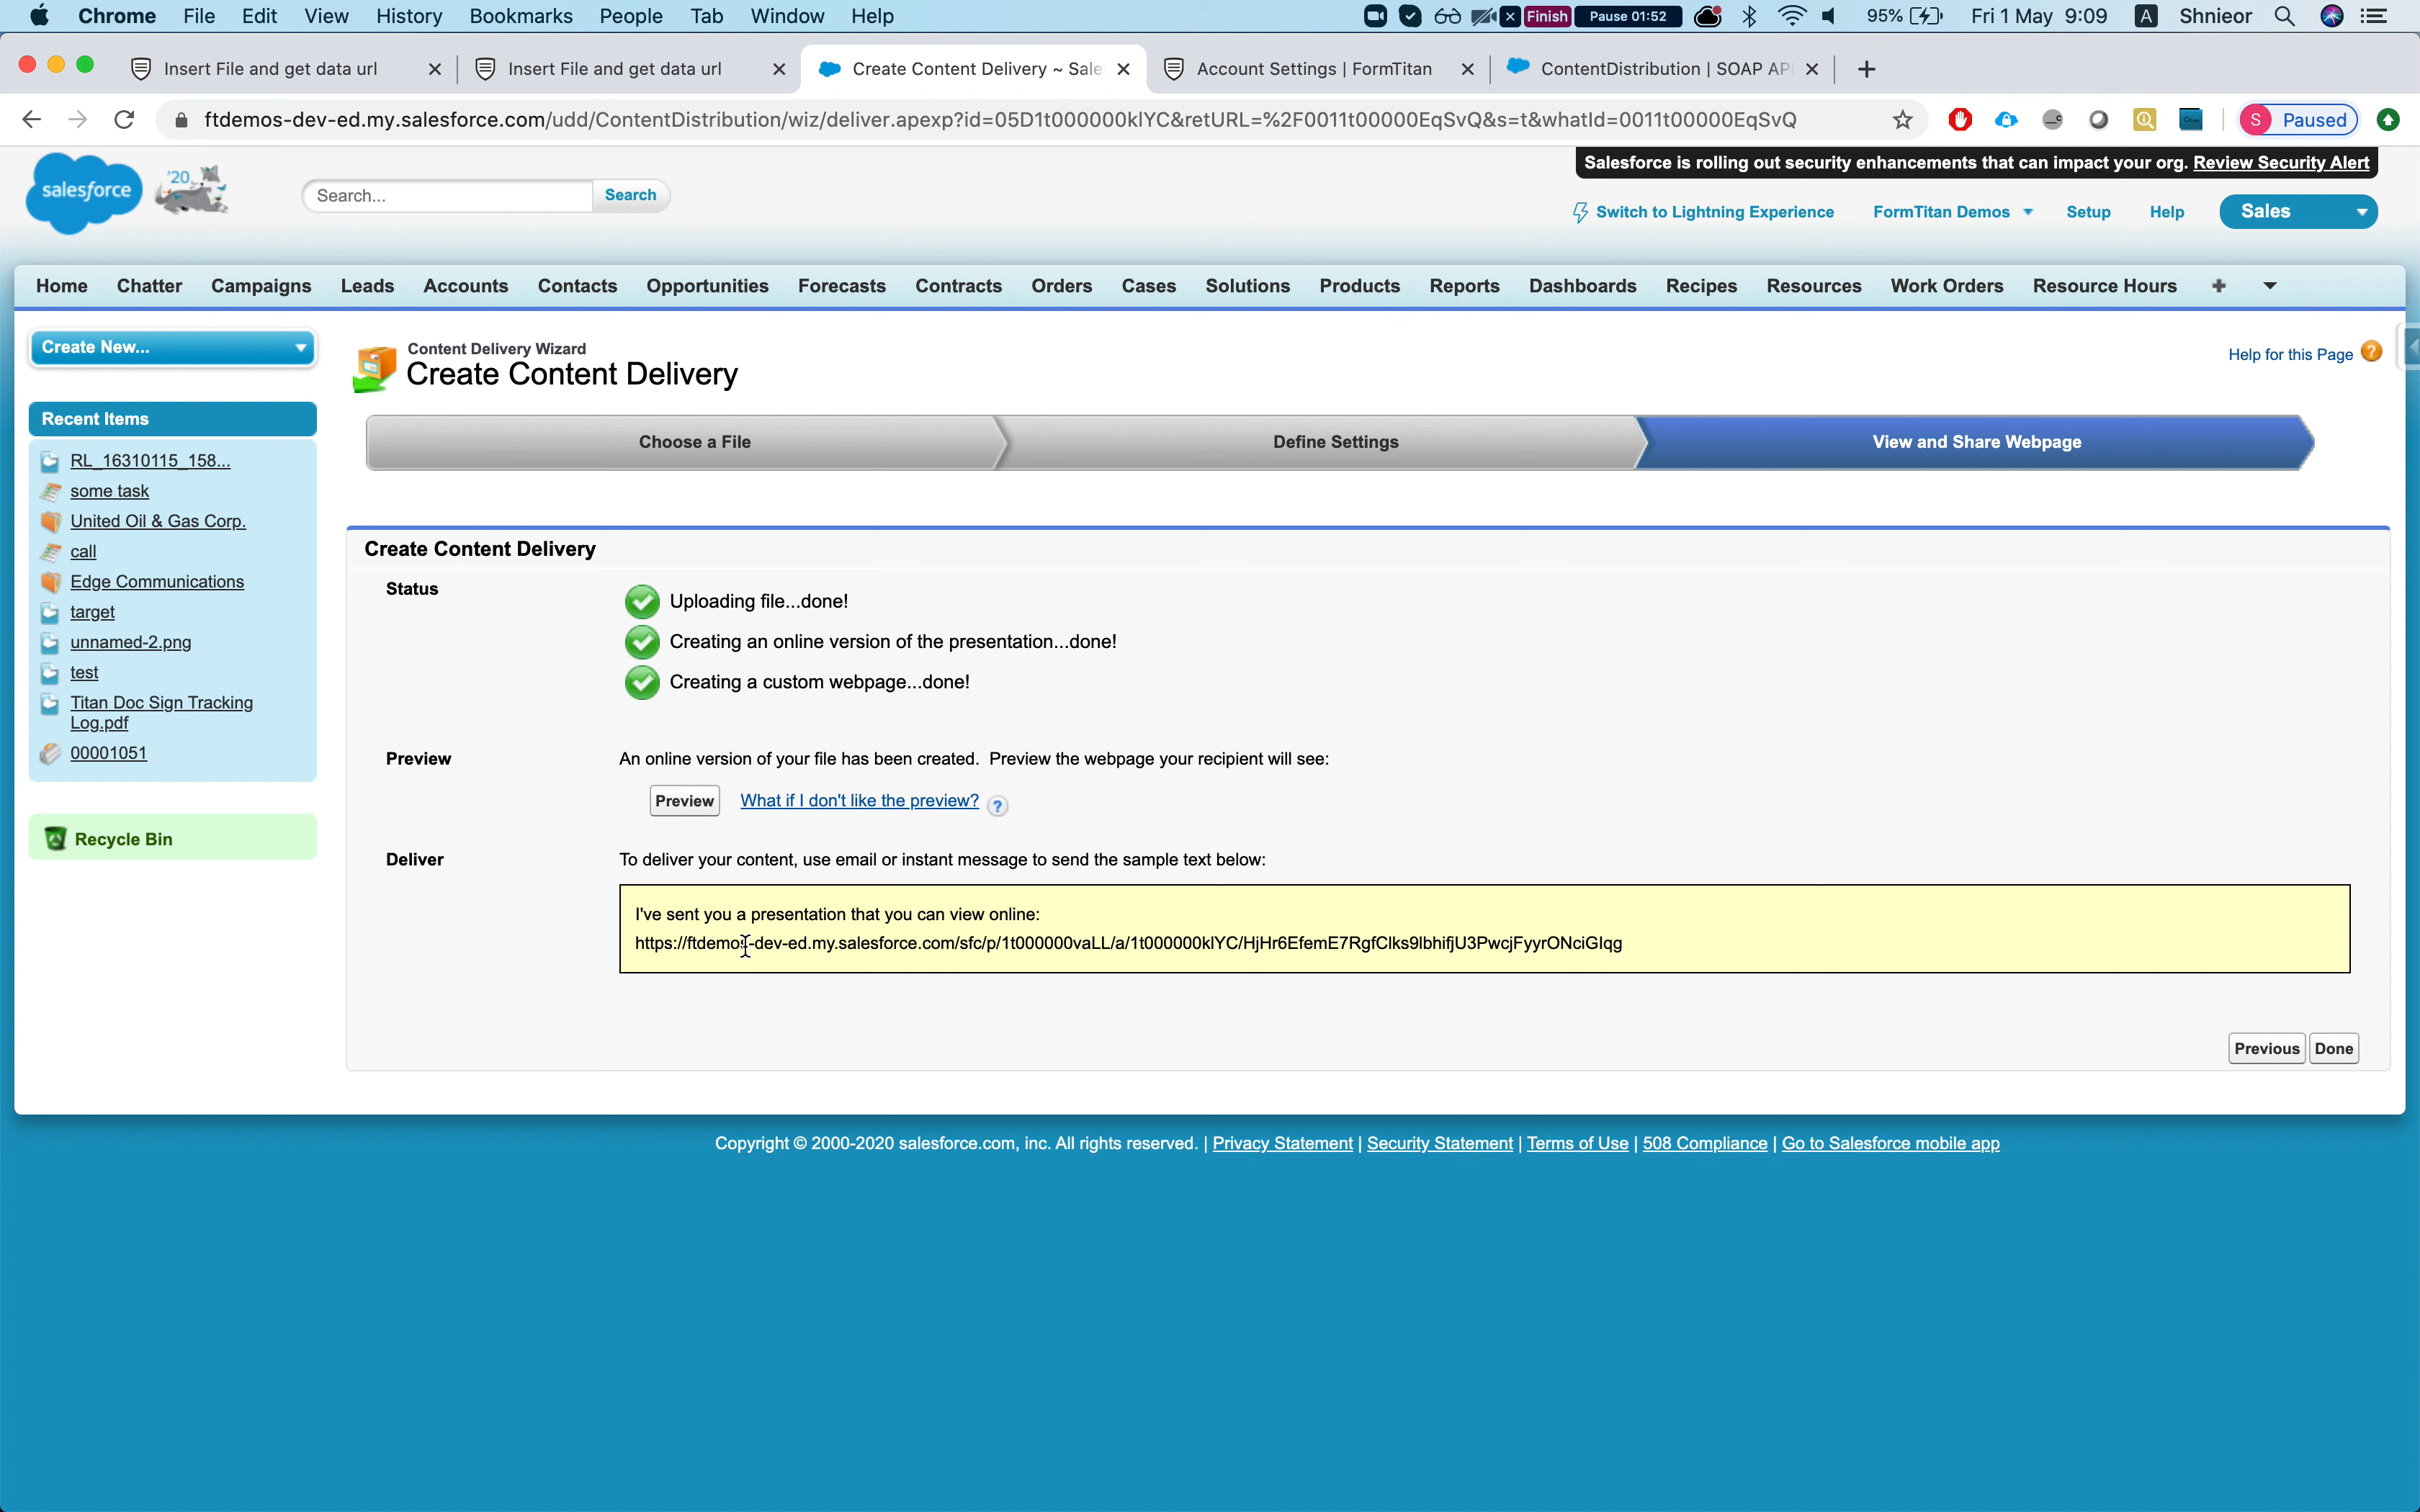 Chrome File Edit View History Bookmarks People Tab Window Help
Finish Pause 01:52 95% Fri 1 May 9:09 A Shnieor
Insert File and get data url
Insert File and get data url
Create Content Delivery ~ Sale
Account Settings | FormTitan
ContentDistribution | SOAP AP
ftdemos-dev-ed.my.salesforce.com/udd/ContentDistribution/wiz/deliver.apexp?id=05D1t000000klYC&retURL=%2F0011t00000EqSvQ&s=t&whatId=0011t00000EqSvQ
S Paused
Salesforce is rolling out security enhancements that can impact your org. Review Security Alert
salesforce '20
Search... Search
Switch to Lightning Experience FormTitan Demos Setup Help Sales
Home Chatter Campaigns Leads Accounts Contacts Opportunities Forecasts Contracts Orders Cases Solutions Products Reports Dashboards Recipes Resources Work Orders Resource Hours +
Create New...
Recent Items
RL_16310115_158...
some task
United Oil & Gas Corp.
call
Edge Communications
target
unnamed-2.png
test
Titan Doc Sign Tracking
Log.pdf
00001051
Recycle Bin
Content Delivery Wizard
Create Content Delivery
Help for this Page ?
Choose a File Define Settings View and Share Webpage
Create Content Delivery
Status
Uploading file...done!
Creating an online version of the presentation...done!
Creating a custom webpage...done!
Preview An online version of your file has been created. Preview the webpage your recipient will see:
Preview What if I don't like the preview? ?
Deliver To deliver your content, use email or instant message to send the sample text below:
I've sent you a presentation that you can view online:
https://ftdemos-dev-ed.my.salesforce.com/sfc/p/1t000000vaLL/a/1t000000klYC/HjHr6EfemE7RgfClks9IbhifjU3PwcjFyyrONciGlqg
Previous Done
Copyright © 2000-2020 salesforce.com, inc. All rights reserved. | Privacy Statement | Security Statement | Terms of Use | 508 Compliance | Go to Salesforce mobile app